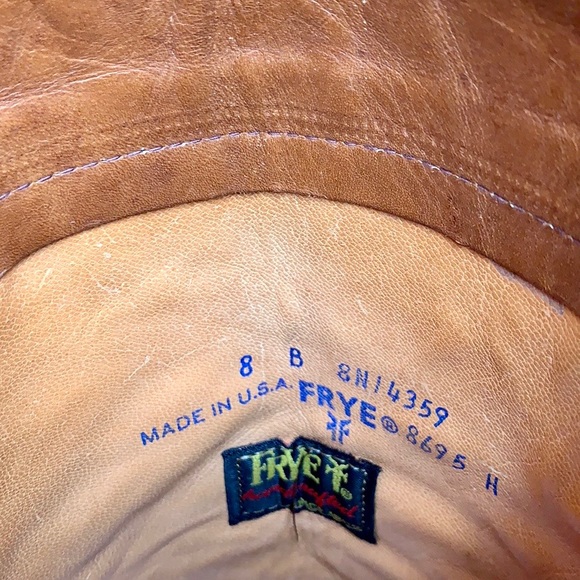 8 B 8N14359
MADE IN U.S.A. FRYE® 8695 H
FRYE ®